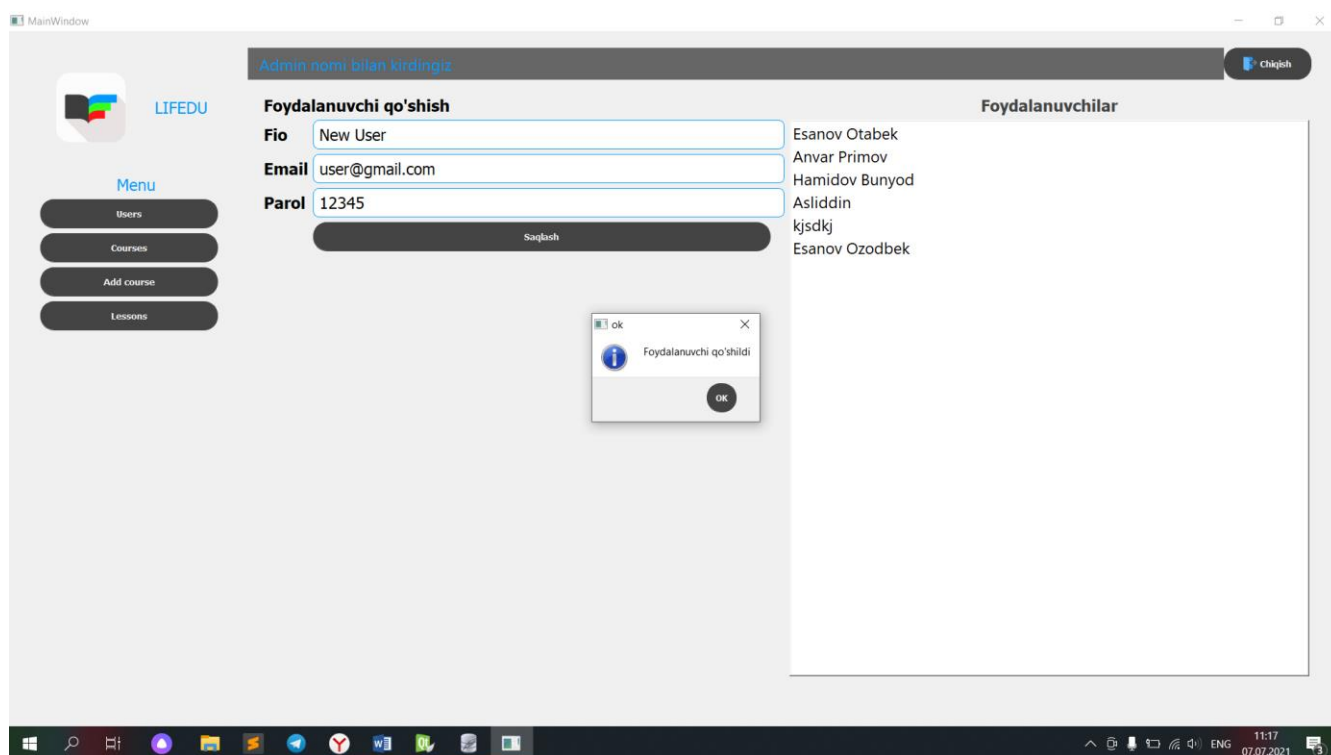 MainWindow
Admin nomi bilan kirdingiz
Chiqish
LIFEDU
Menu
Users
Courses
Add course
Lessons
Foydalanuvchi qo'shish
Fio New User
Email user@gmail.com
Parol 12345
Saqlash
Foydalanuvchilar
Esanov Otabek
Anvar Primov
Hamidov Bunyod
Asliddin
kjsdkj
Esanov Ozodbek
ok
Foydalanuvchi qo'shildi
OK
ENG
11:17
07.07.2021